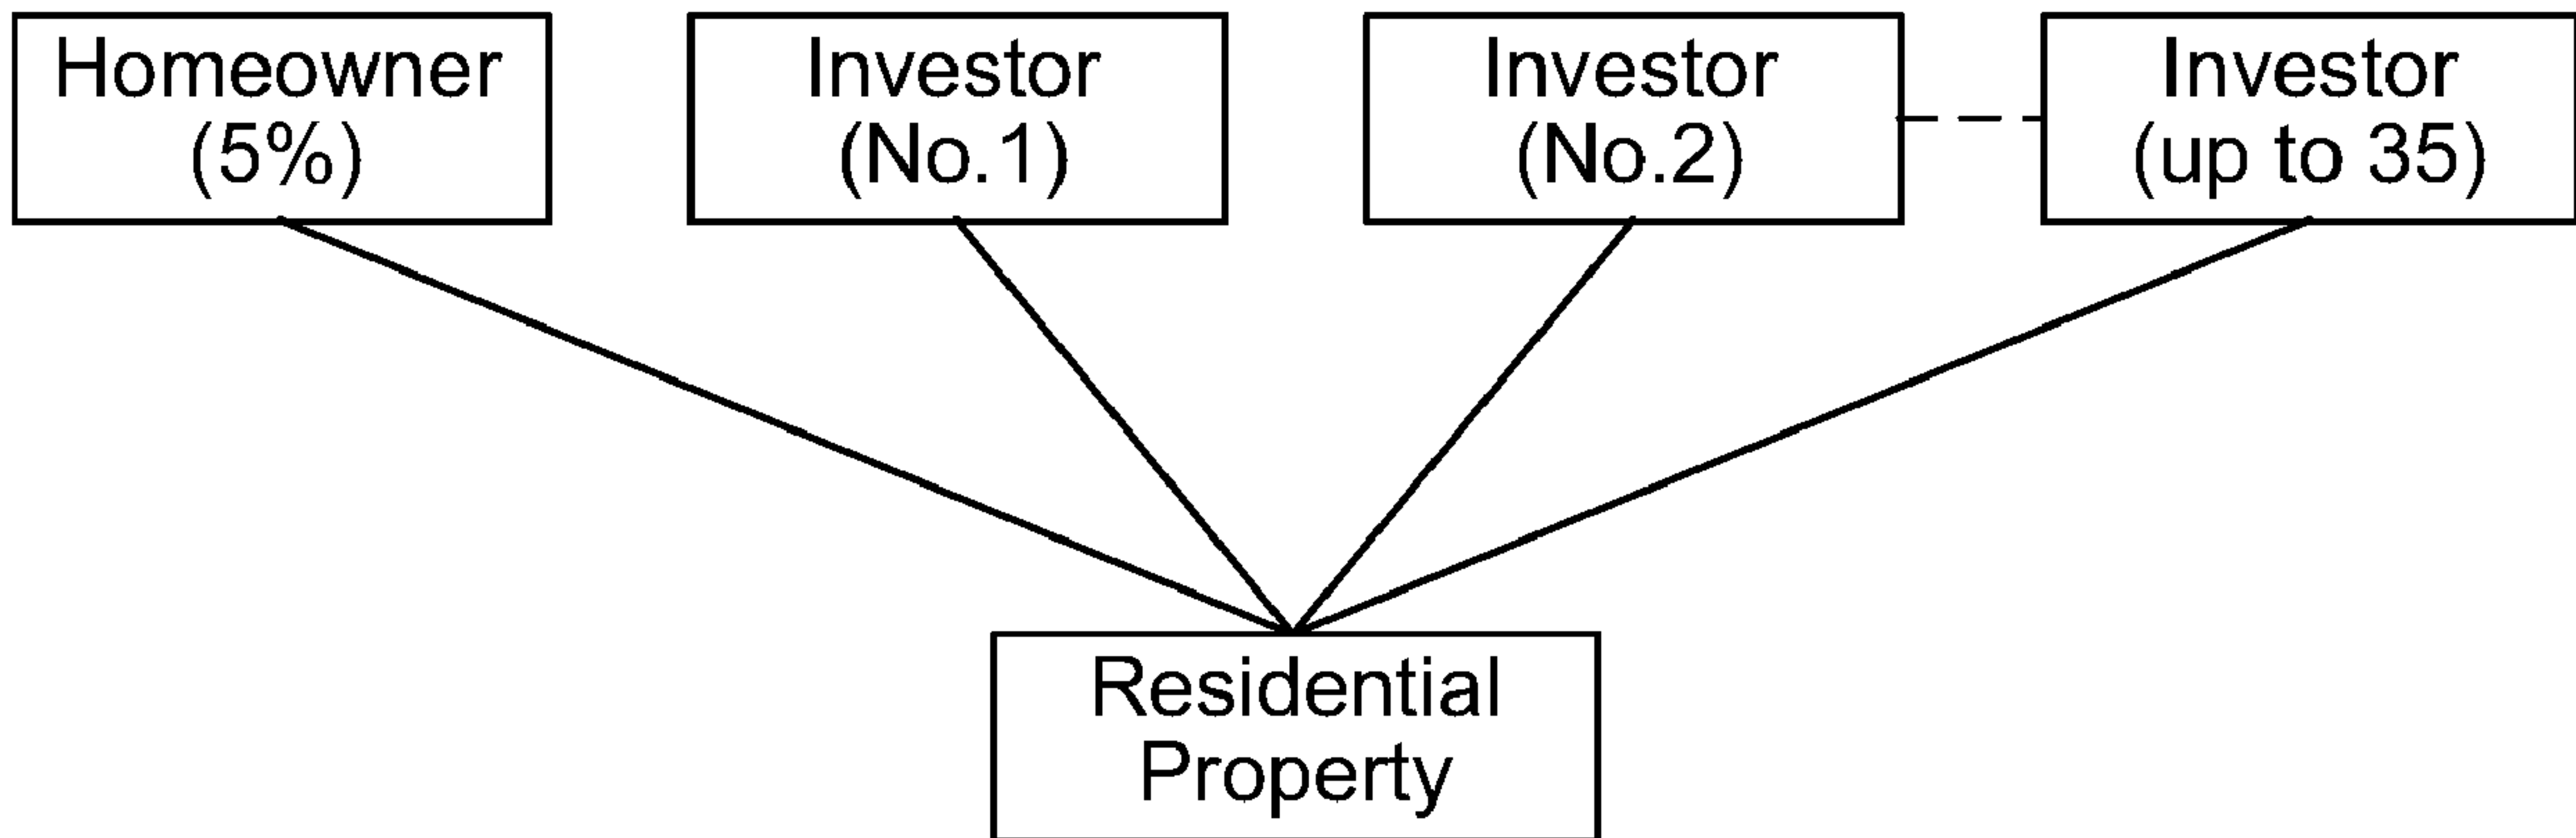 Homeowner
(5%)
Investor
(No.1)
Investor
(No.2)
Investor
(up to 35)
Residential
Property